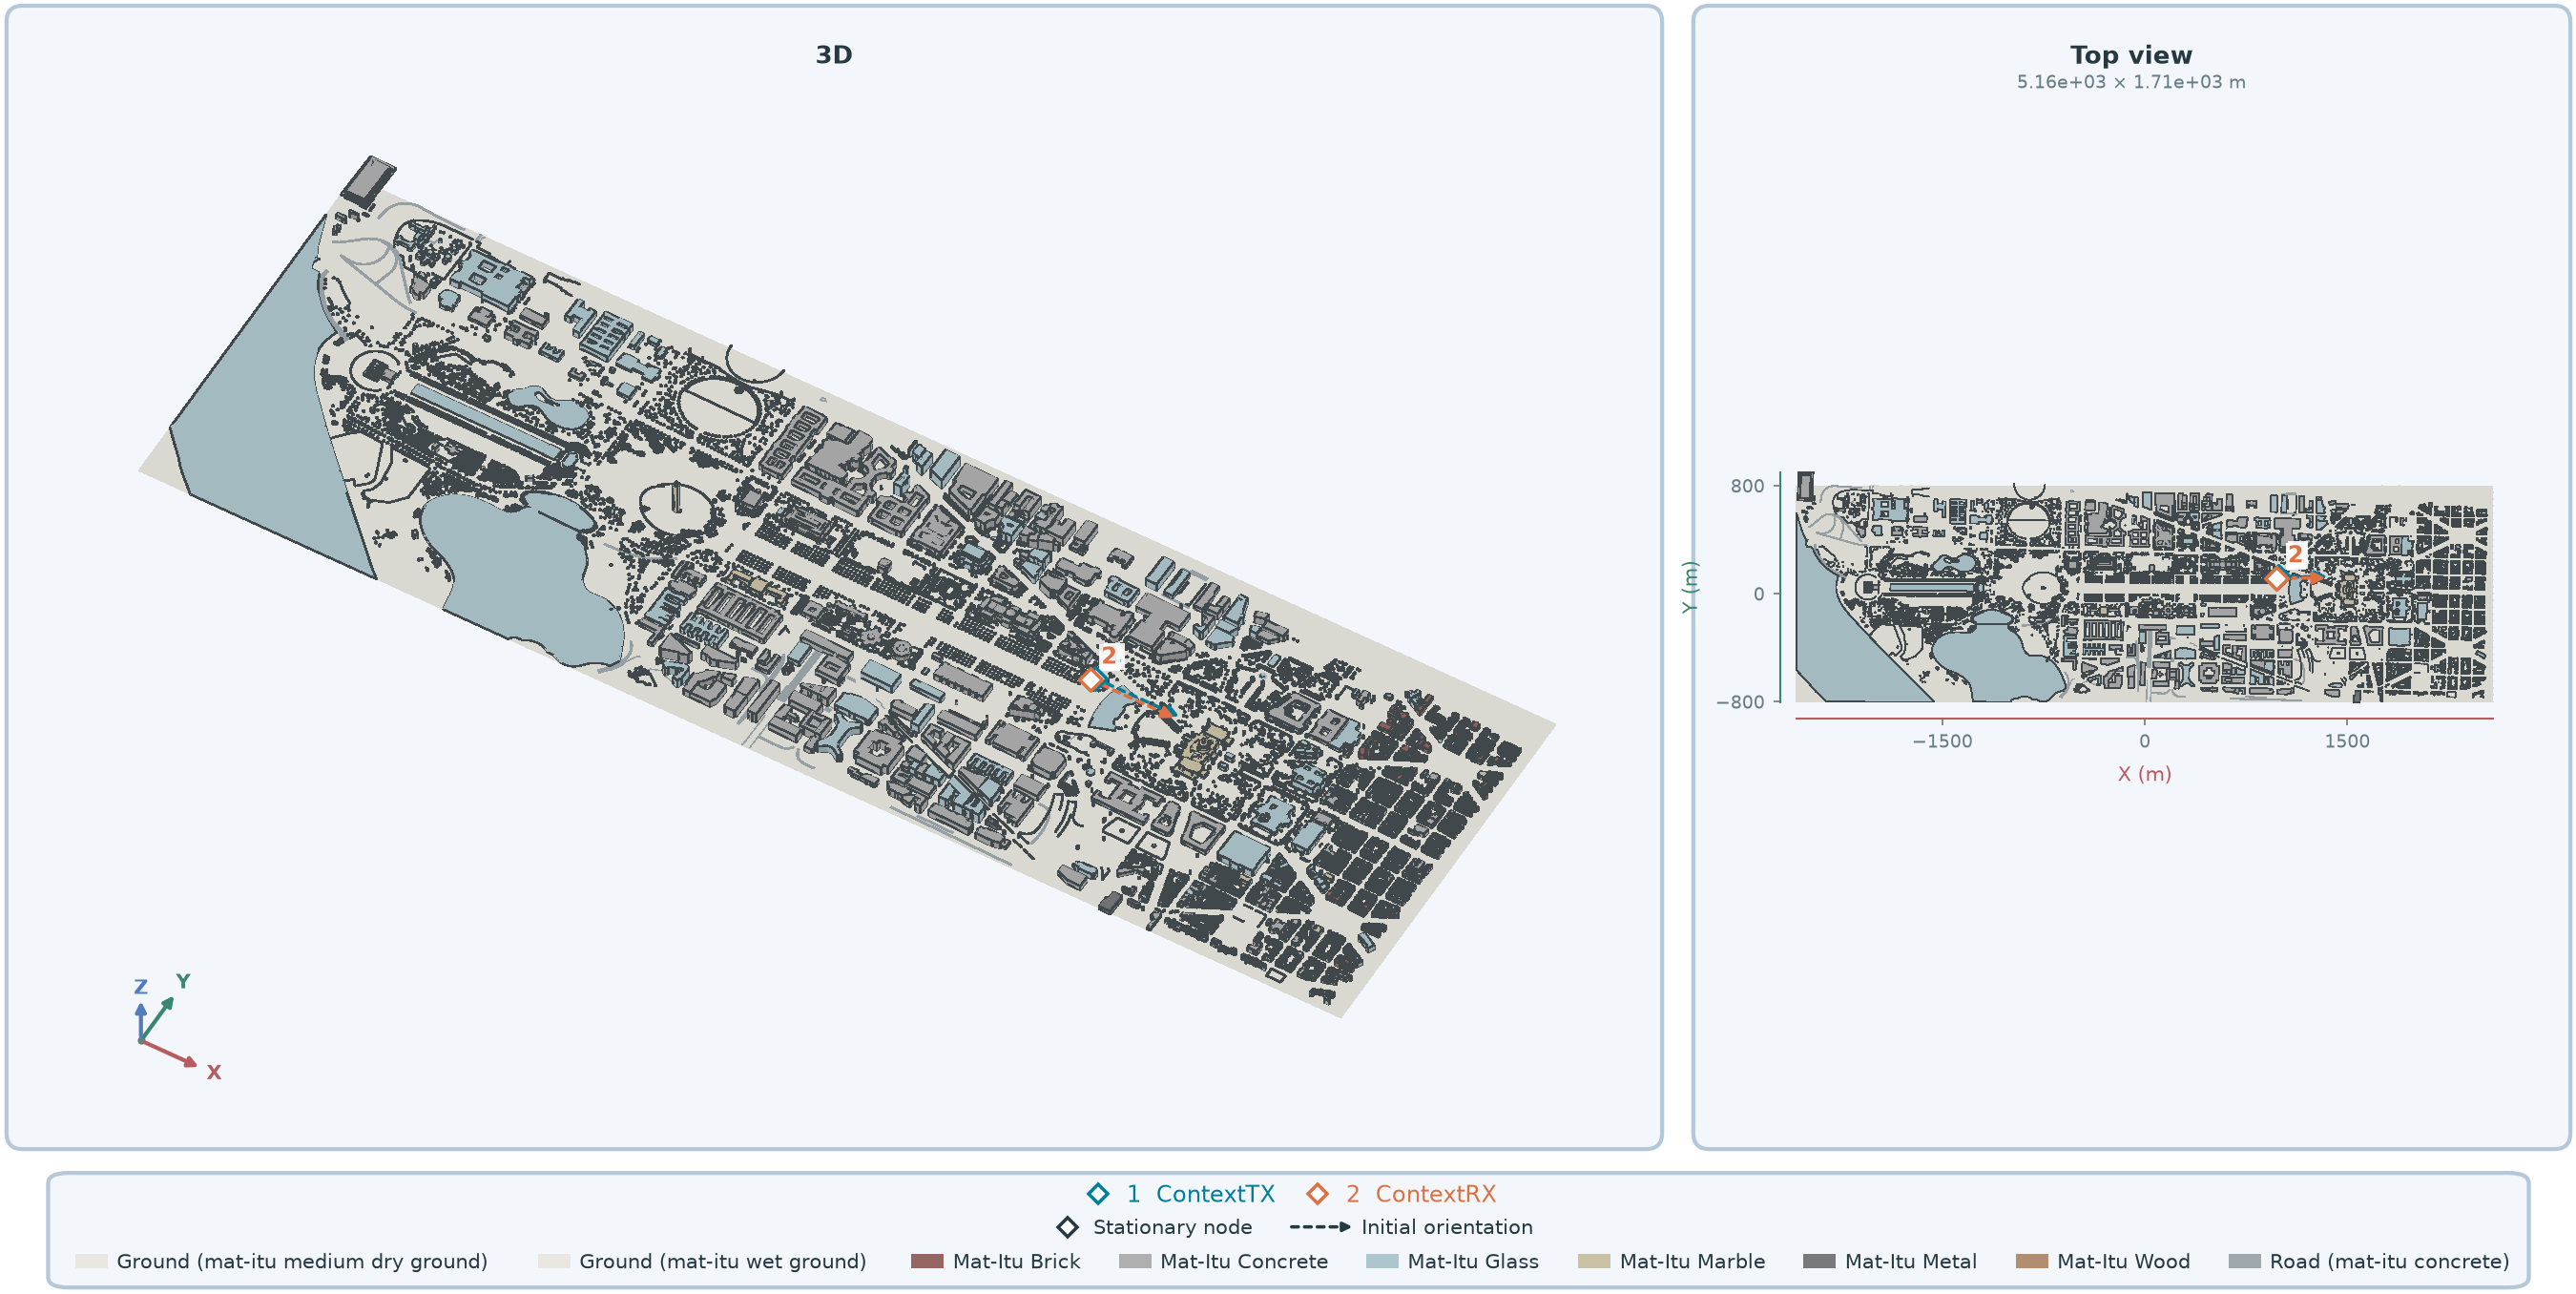 3D
2
Z
Y
X
Top view
5.16e+03 × 1.71e+03 m
800
0
−800
Y (m)
2
−1500
0
1500
X (m)
1 ContextTX
2 ContextRX
Stationary node
Initial orientation
Ground (mat-itu medium dry ground)
Ground (mat-itu wet ground)
Mat-Itu Brick
Mat-Itu Concrete
Mat-Itu Glass
Mat-Itu Marble
Mat-Itu Metal
Mat-Itu Wood
Road (mat-itu concrete)